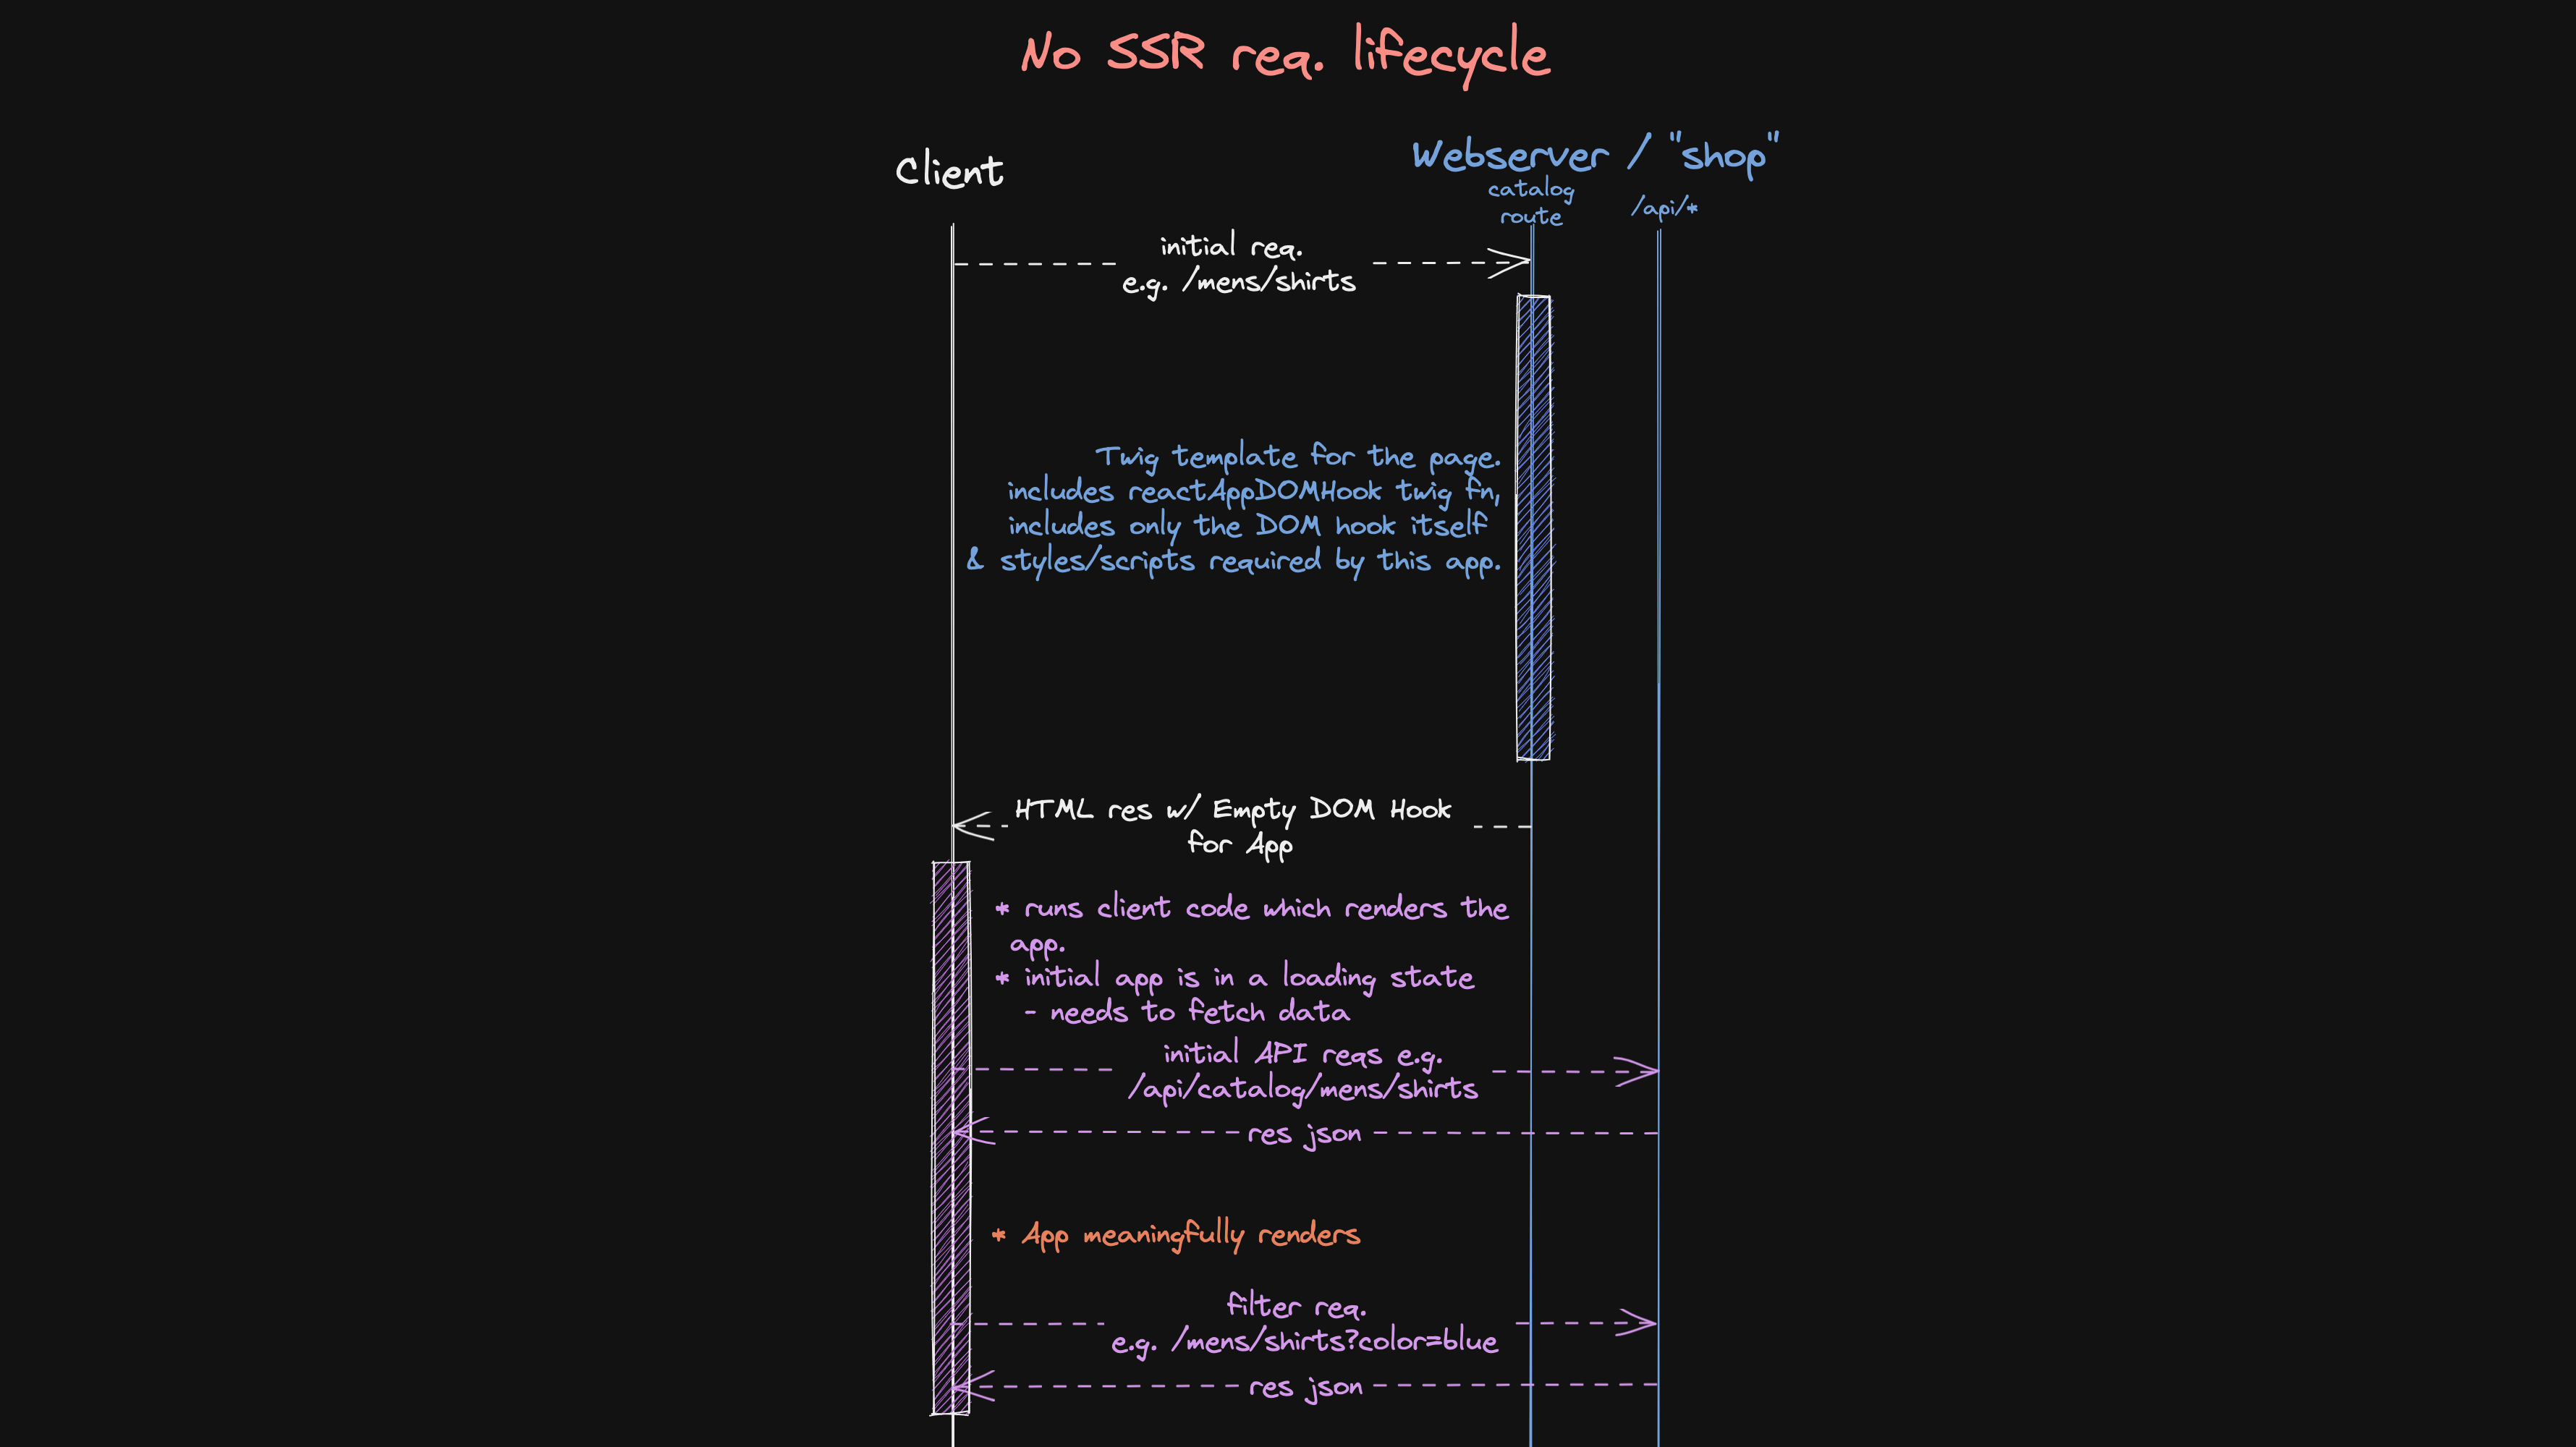 No SSR req. lifecycle
Client
Webserver / "shop"
catalog
route
/api/*
initial req.
e.g. /mens/shirts
Twig template for the page.
includes reactAppDOMHook twig fn,
includes only the DOM hook itself
& styles/scripts required by this app.
HTML res w/ Empty DOM Hook
for App
* runs client code which renders the
app.
* initial app is in a loading state
- needs to fetch data
initial API reqs e.g.
/api/catalog/mens/shirts
res json
* App meaningfully renders
filter req.
e.g. /mens/shirts?color=blue
res json